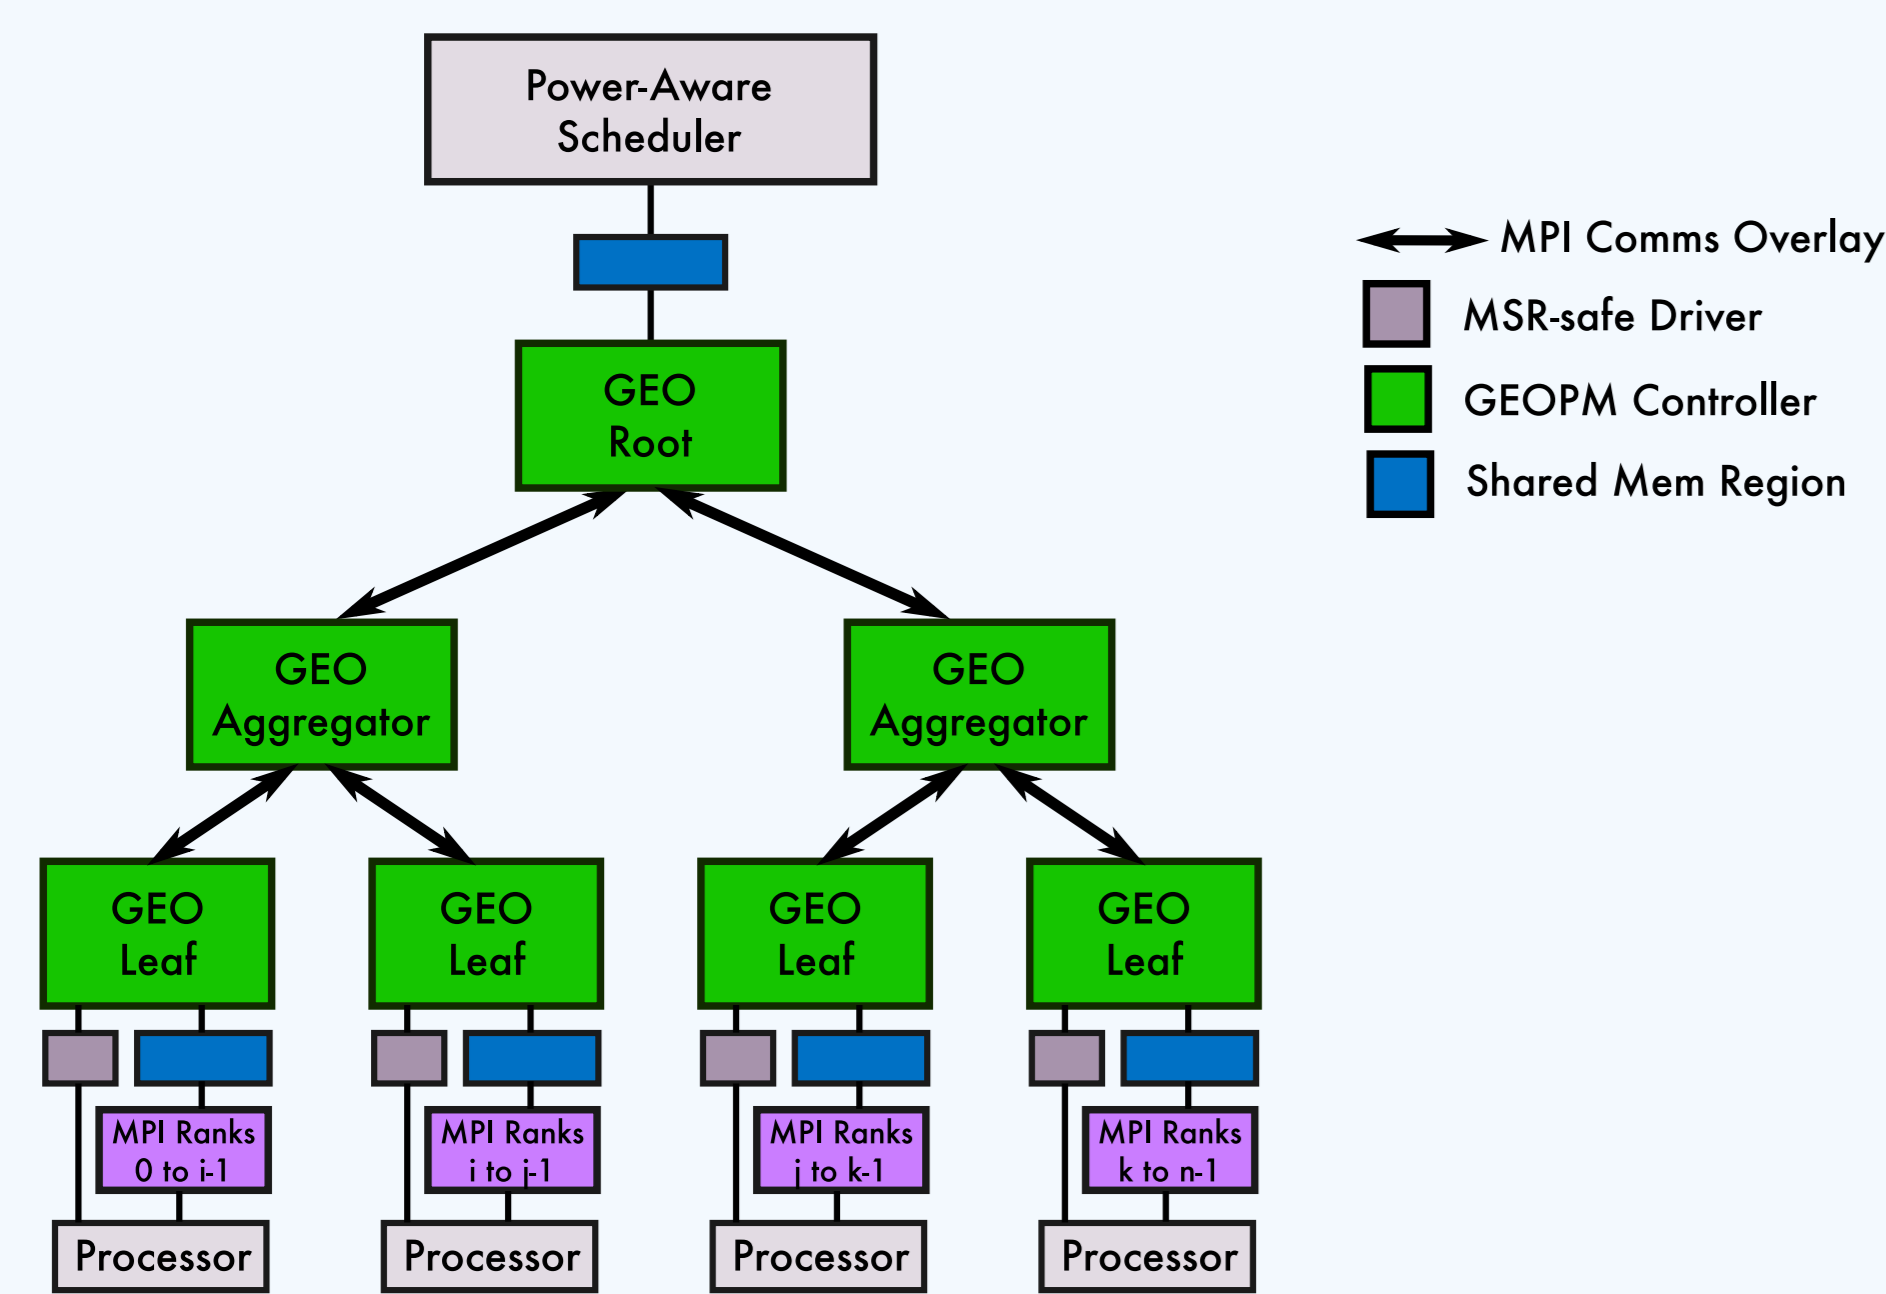 Power-Aware
Scheduler
MPI Comms Overlay
MSR-safe Driver
GEOPM Controller
Shared Mem Region
GEO
Root
GEO
Aggregator
GEO
Aggregator
GEO
Leaf
GEO
Leaf
GEO
Leaf
GEO
Leaf
MPI Ranks
0 to i-1
MPI Ranks
i to j-1
MPI Ranks
j to k-1
MPI Ranks
k to n-1
Processor
Processor
Processor
Processor